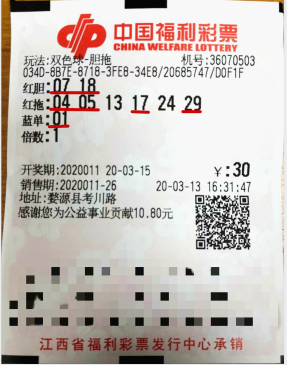 中国福利彩票
CHINA WELFARE LOTTERY
玩法:双色球-胆拖 机号:36070503
034D-8B7E-8718-3FE8-34E8/20685747/D0F1F
红胆:07 18
红拖:04 05 13 17 24 29
蓝单:01
倍数:1
开奖期:2020011 20-03-15 ¥:30
销售期:2020011-26 20-03-13 16:31:47
地址:婺源县考川路
感谢您为公益事业贡献10.80元
江西省福利彩票发行中心承销